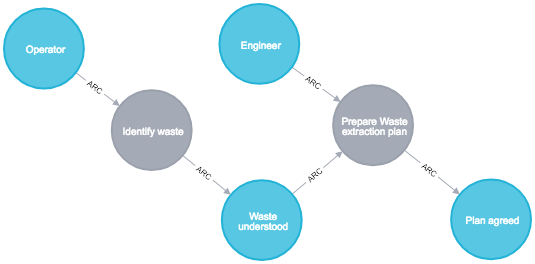 Operator
Engineer
ARC
ARC
Identify waste
Prepare Waste
extraction plan
ARC
ARC
ARC
Waste
understood
Plan agreed